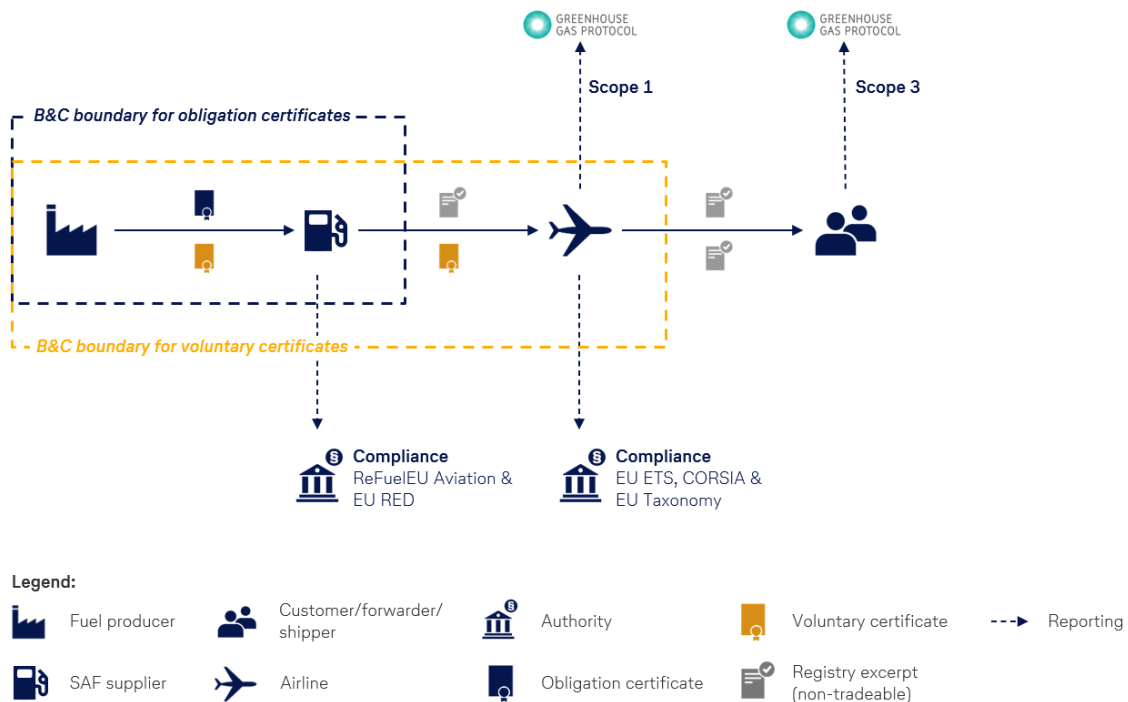 GREENHOUSE
GAS PROTOCOL
GREENHOUSE
GAS PROTOCOL
Scope 1
Scope 3
B&C boundary for obligation certificates
B&C boundary for voluntary certificates
§ Compliance
ReFuelEU Aviation &
EU RED
§ Compliance
EU ETS, CORSIA &
EU Taxonomy
Legend:
Fuel producer
Customer/forwarder/
shipper
§
Authority
Voluntary certificate
Reporting
SAF supplier
Airline
Obligation certificate
Registry excerpt
(non-tradeable)